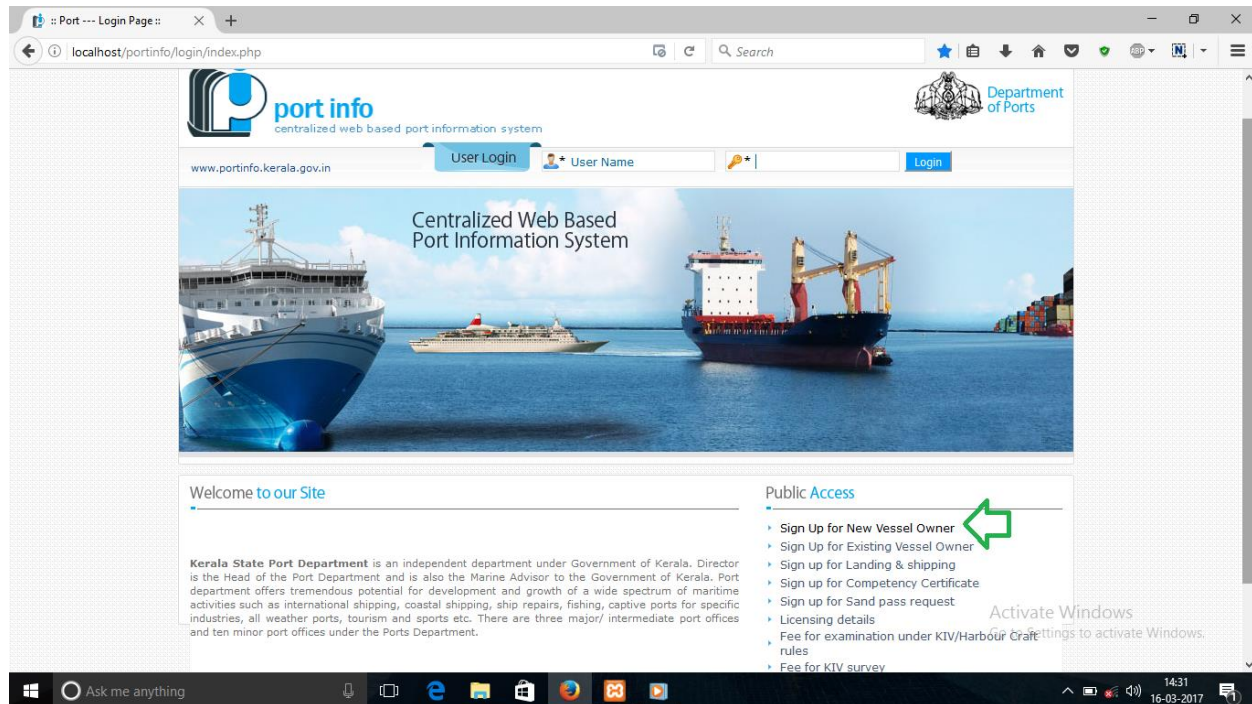 :: Port --- Login Page ::
localhost/portinfo/login/index.php
Search
ABP
N
port info
centralized web based port information system
Department
of Ports
www.portinfo.kerala.gov.in
User Login
* User Name
*
Login
Centralized Web Based
Port Information System
Welcome to our Site
Kerala State Port Department is an independent department under Government of Kerala. Director
is the Head of the Port Department and is also the Marine Advisor to the Government of Kerala. Port
department offers tremendous potential for development and growth of a wide spectrum of maritime
activities such as international shipping, coastal shipping, ship repairs, fishing, captive ports for specific
industries, all weather ports, tourism and sports etc. There are three major/ intermediate port offices
and ten minor port offices under the Ports Department.
Public Access
Sign Up for New Vessel Owner
Sign Up for Existing Vessel Owner
Sign up for Landing & shipping
Sign up for Competency Certificate
Sign up for Sand pass request
Licensing details
Fee for examination under KIV/Harbour Craft
rules
Fee for KIV survey
Activate Windows
Go to Settings to activate Windows.
Ask me anything
14:31
16-03-2017